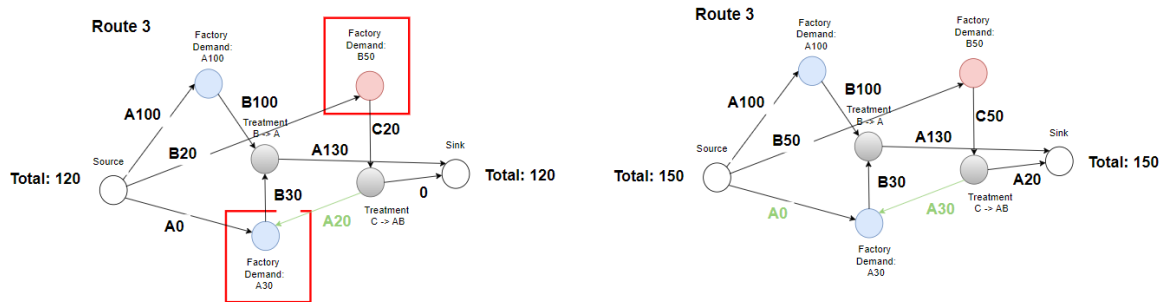 Route 3
Factory
Demand:
A100
Factory
Demand:
B50
A100
B100
Treatment
B -> A
C20
B20
A130
Source
Sink
Total: 120
Total: 120
B30
0
A0
A20
Treatment
C -> AB
Factory
Demand:
A30
Route 3
Factory
Demand:
A100
Factory
Demand:
B50
A100
B100
Treatment
B -> A
C50
B50
A130
Source
Sink
Total: 150
Total: 150
B30
A20
A0
A30
Treatment
C -> AB
Factory
Demand:
A30